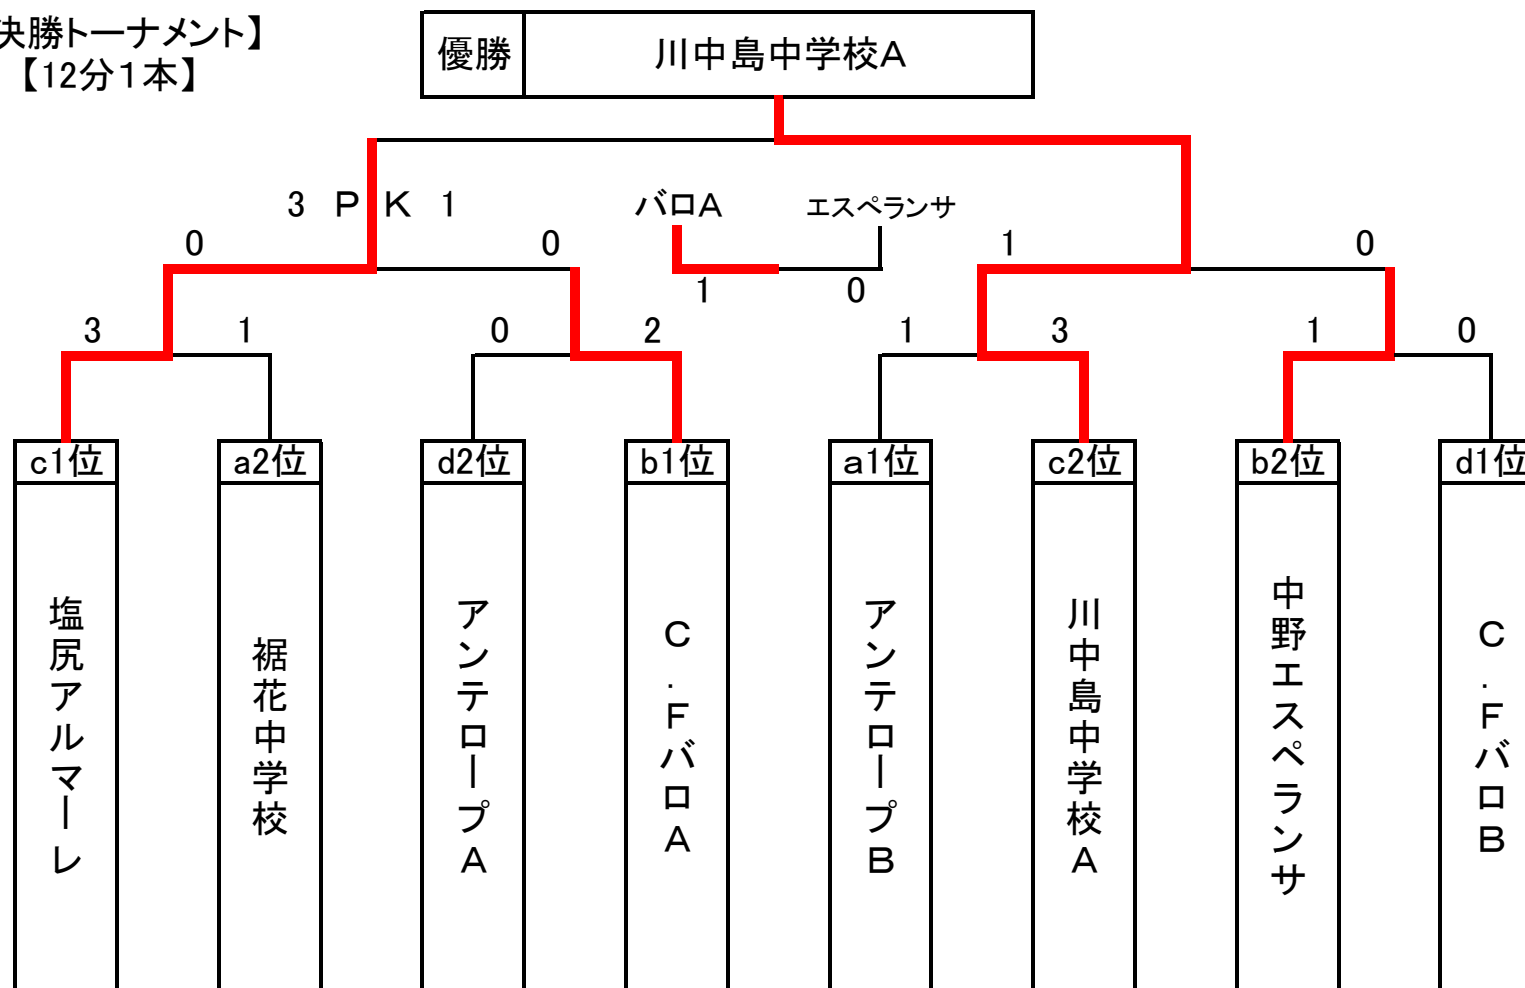 決勝トーナメント】
【12分1本】
優勝 川中島中学校A
3 P K 1
バロA エスペランサ
0 0 1 0
1 0
3 1 0 2 1 3 1 0
c1位 a2位 d2位 b1位 a1位 c2位 b2位 d1位
塩尻アルマーレ
裾花中学校
アンテロープA
C.FバロA
アンテロープB
川中島中学校A
中野エスペランサ
C.FバロB